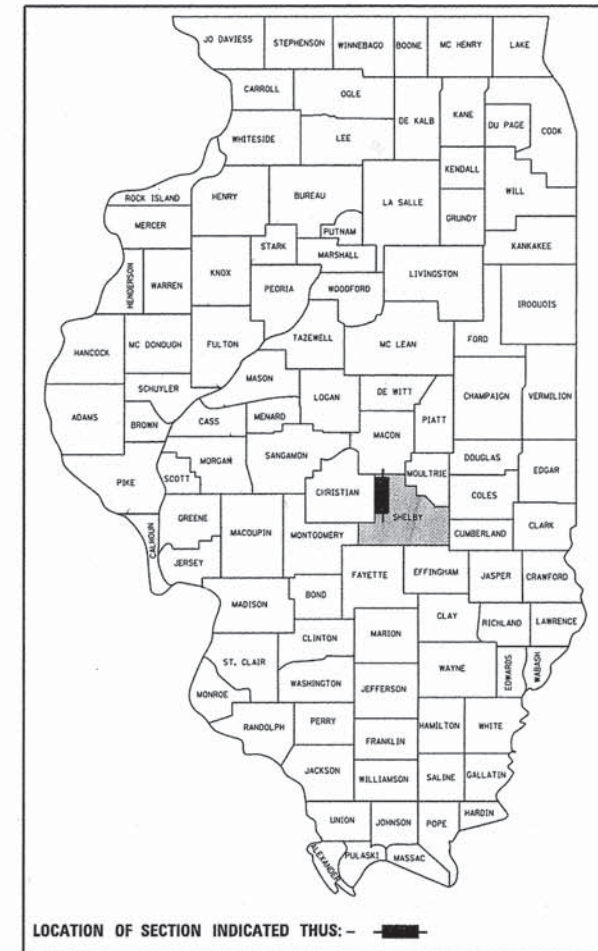 JO DAVIESS STEPHENSON WINNEBAGO BOONE MC HENRY LAKE
CARROLL OGLE DE KALB KANE DU PAGE COOK
WHITESIDE LEE
ROCK ISLAND HENRY BUREAU LA SALLE KENDALL WILL
MERCER PUTNAM GRUNDY
HENDERSON WARREN KNOX STARK MARSHALL LIVINGSTON KANKAKEE
PEORIA WOODFORD IROQUOIS
HANCOCK MC DONOUGH FULTON TAZEWELL MC LEAN FORD
SCHUYLER MASON LOGAN DE WITT CHAMPAIGN VERMILION
ADAMS BROWN CASS MENARD MACON PIATT
PIKE SCOTT MORGAN SANGAMON CHRISTIAN MOULTRIE DOUGLAS EDGAR
COLES
CALHOUN GREENE MACOUPIN MONTGOMERY SHELBY CUMBERLAND CLARK
JERSEY FAYETTE EFFINGHAM JASPER CRAWFORD
MADISON BOND CLAY RICHLAND LAWRENCE
CLINTON MARION
ST. CLAIR WAYNE EDWARDS WABASH
MONROE WASHINGTON JEFFERSON
RANDOLPH PERRY HAMILTON WHITE
FRANKLIN
JACKSON WILLIAMSON SALINE GALLATIN
UNION JOHNSON POPE HARDIN
ALEXANDER PULASKI MASSAC
LOCATION OF SECTION INDICATED THUS: -